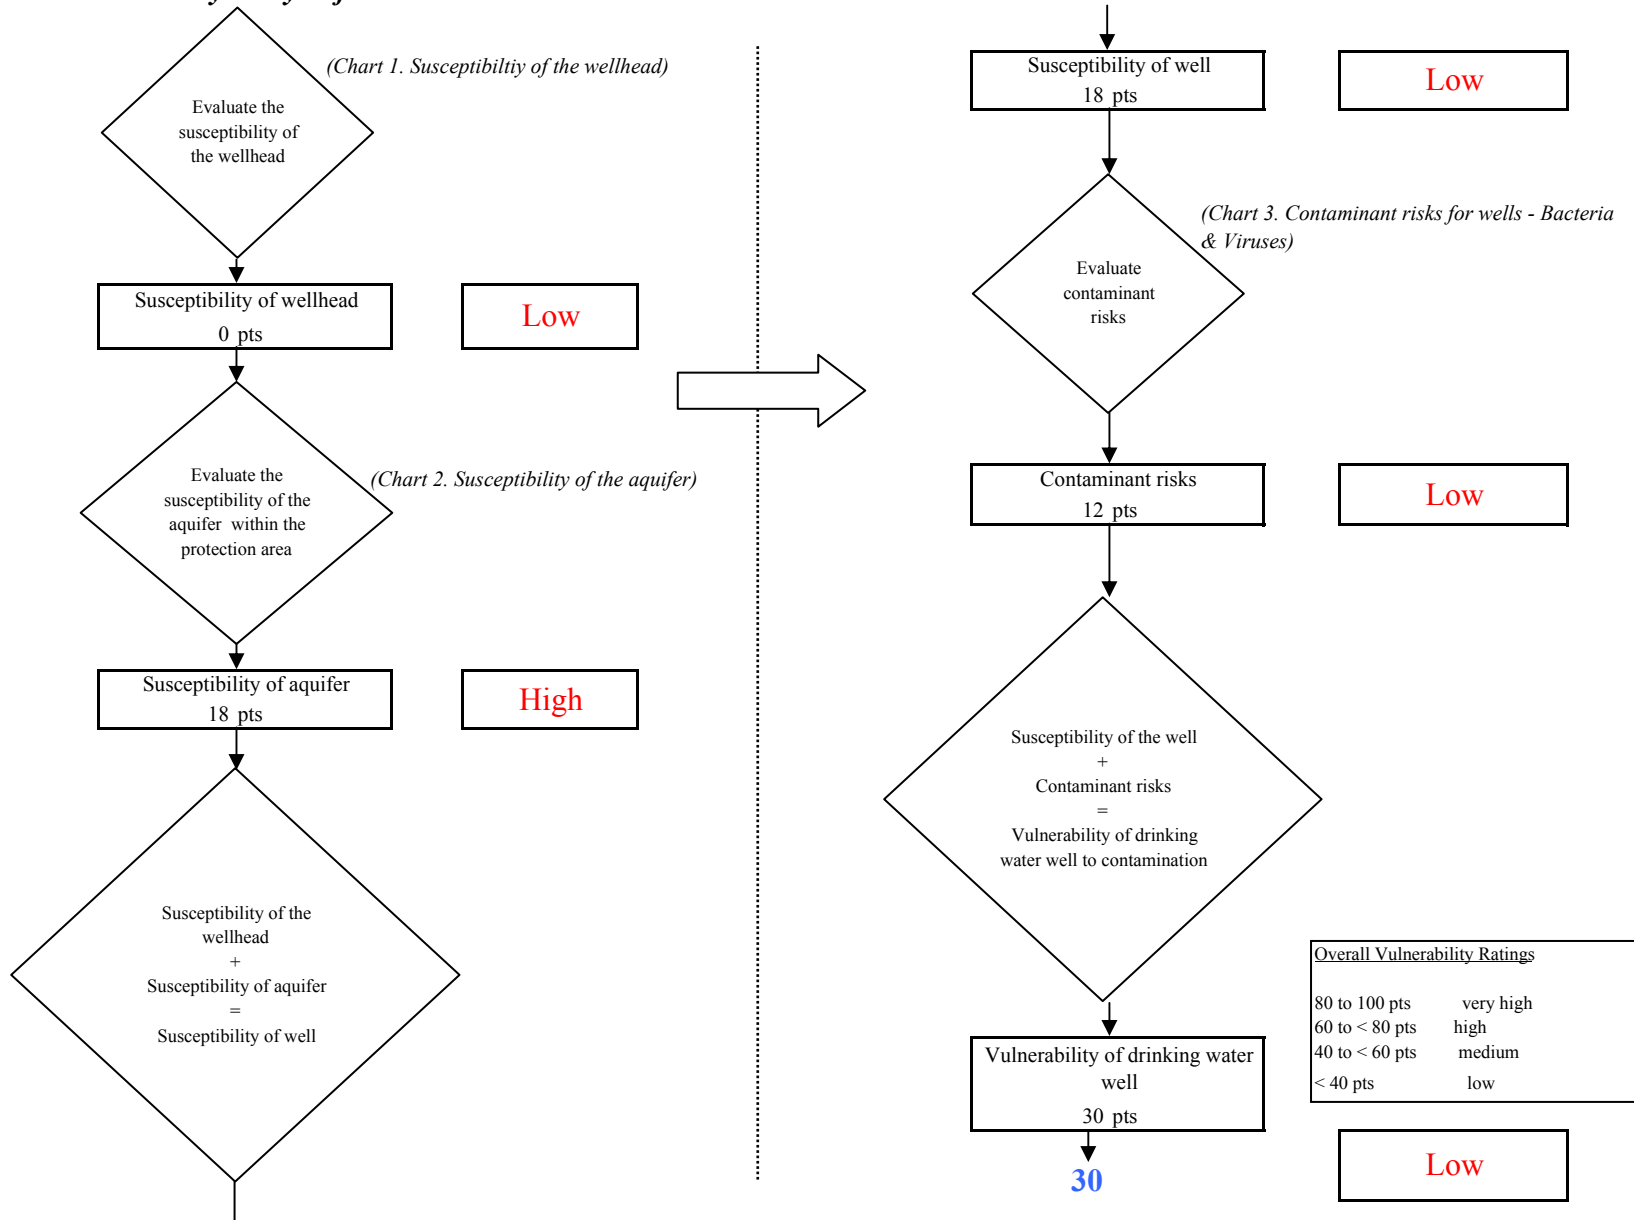 (Chart 1. Susceptibiltiy of the wellhead)
Evaluate the
susceptibility of
the wellhead
Susceptibility of wellhead
0 pts
Low
Evaluate the
susceptibility of the
aquifer within the
protection area
(Chart 2. Susceptibility of the aquifer)
Susceptibility of aquifer
18 pts
High
Susceptibility of the
wellhead
+
Susceptibility of aquifer
=
Susceptibility of well
Susceptibility of well
18 pts
Low
(Chart 3. Contaminant risks for wells - Bacteria
& Viruses)
Evaluate
contaminant
risks
Contaminant risks
12 pts
Low
Susceptibility of the well
+
Contaminant risks
=
Vulnerability of drinking
water well to contamination
Overall Vulnerability Ratings
80 to 100 pts very high
60 to < 80 pts high
40 to < 60 pts medium
< 40 pts low
Vulnerability of drinking water
well
30 pts
30
Low